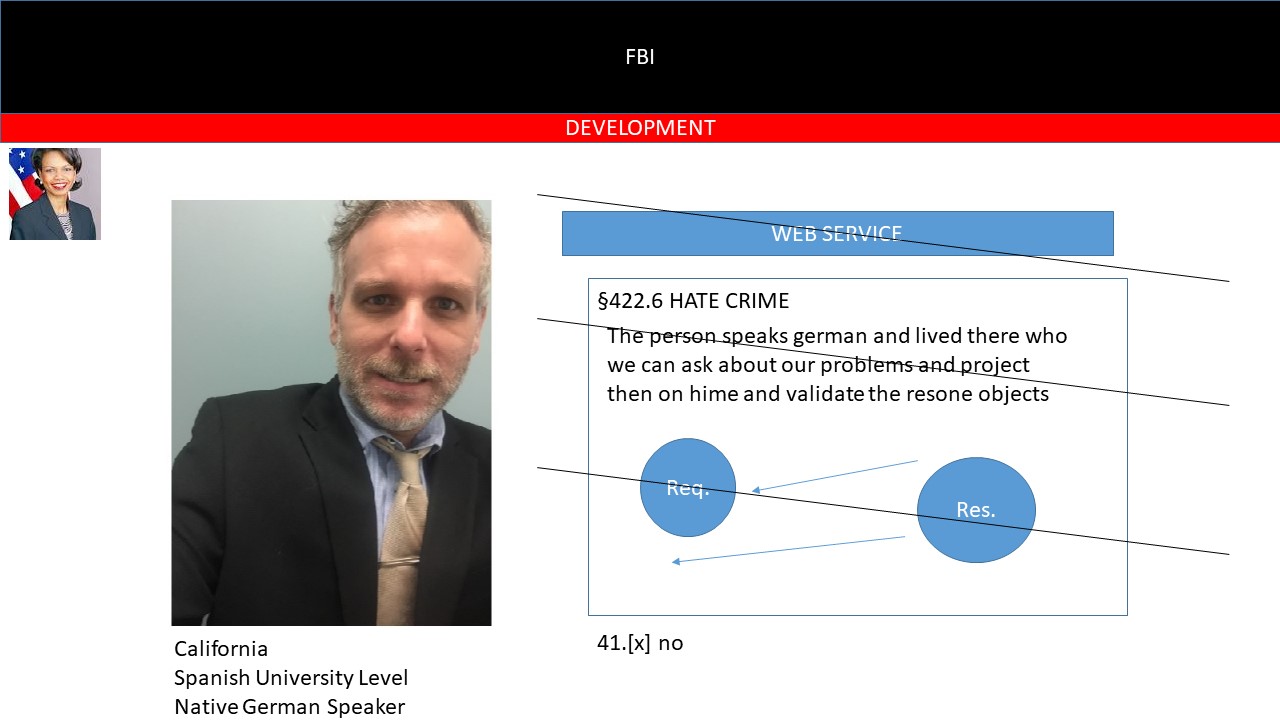 FBI
DEVELOPMENT
WEB SERVICE
§422.6 HATE CRIME
The person speaks german and lived there who
we can ask about our problems and project
then on hime and validate the resone objects
Req.
Res.
41.[x] no
California
Spanish University Level
Native German Speaker